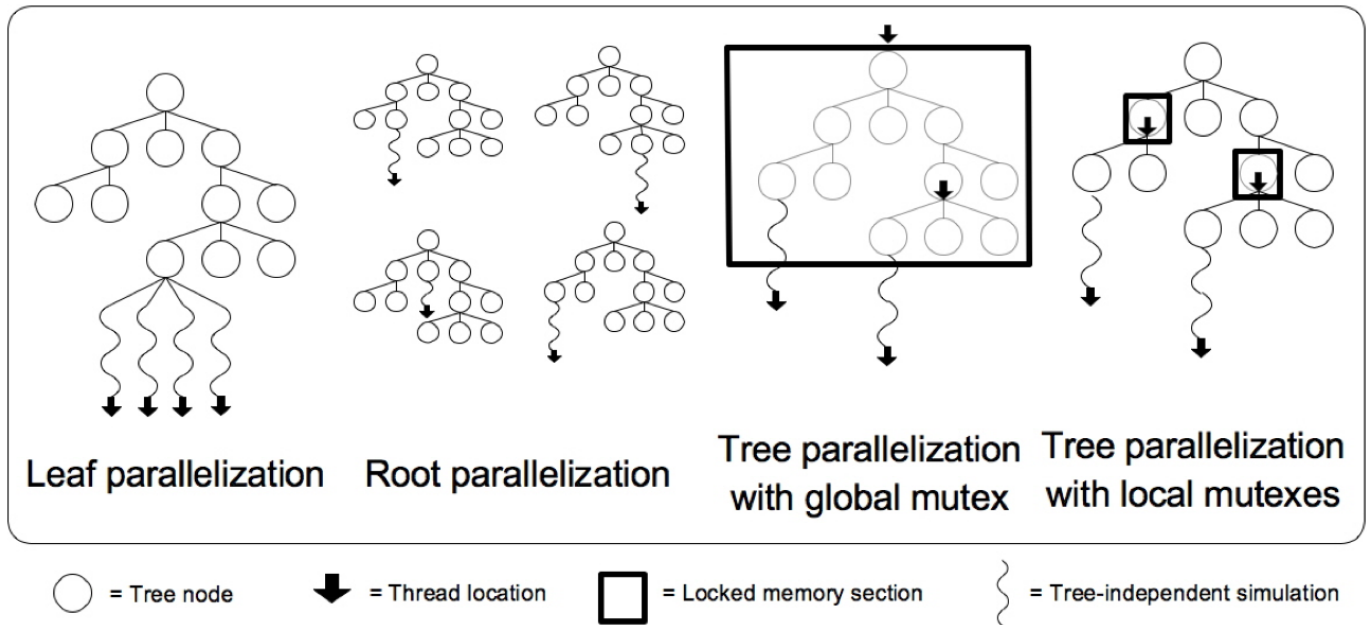 Leaf parallelization
Root parallelization
Tree parallelization
with global mutex
Tree parallelization
with local mutexes
= Tree node
= Thread location
= Locked memory section
= Tree-independent simulation